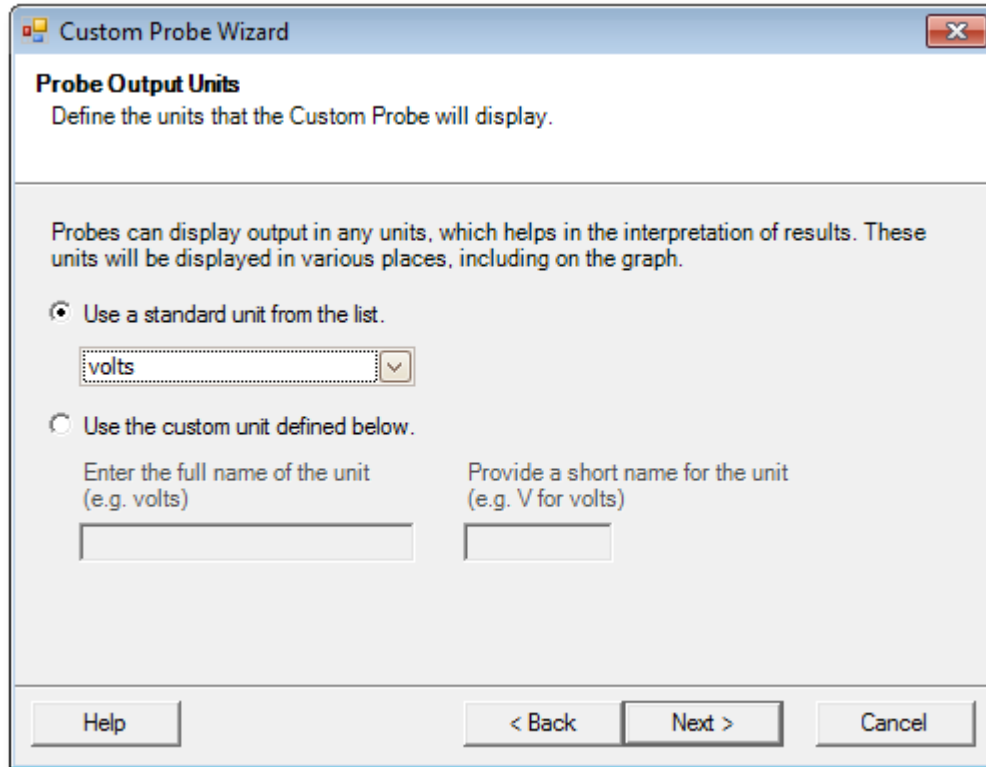 Custom Probe Wizard
Probe Output Units
Define the units that the Custom Probe will display.
Probes can display output in any units, which helps in the interpretation of results. These
units will be displayed in various places, including on the graph.
Use a standard unit from the list.
volts
Use the custom unit defined below.
Enter the full name of the unit
(e.g. volts)
Provide a short name for the unit
(e.g. V for volts)
Help
< Back
Next >
Cancel